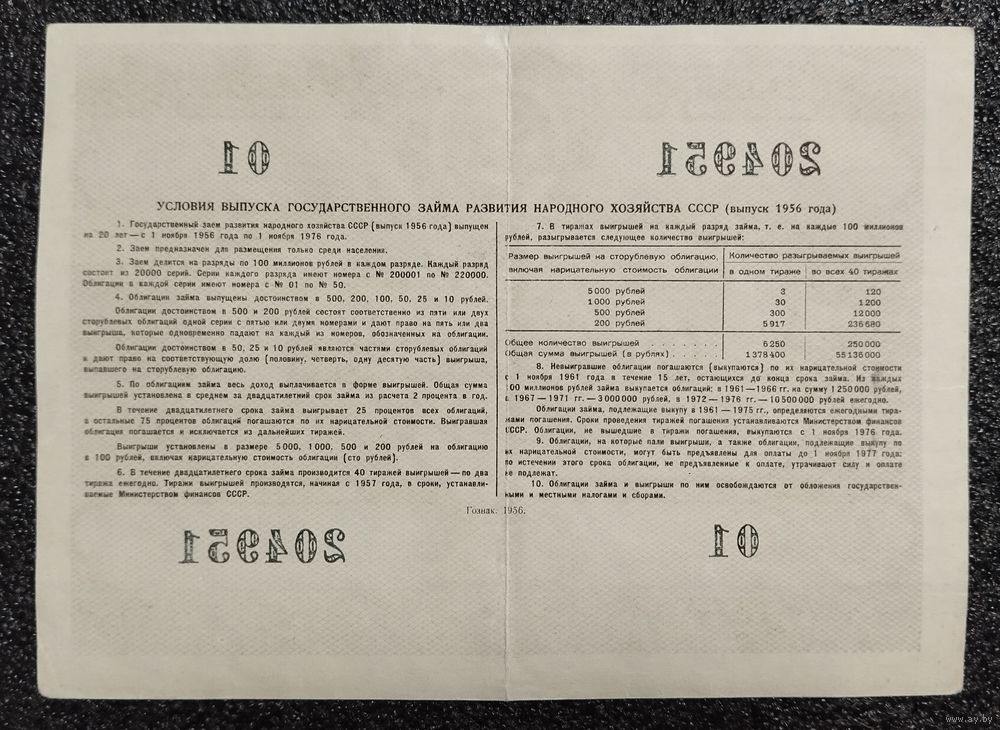 01
204951
УСЛОВИЯ ВЫПУСКА ГОСУДАРСТВЕННОГО ЗАЙМА РАЗВИТИЯ НАРОДНОГО ХОЗЯЙСТВА СССР (выпуск 1956 года)
1. Государственный заем развития народного хозяйства СССР (выпуск 1956 года) выпущен
на 20 лет — с 1 ноября 1956 года по 1 ноября 1976 года.
2. Заем предназначен для размещения только среди населения.
3. Заем делится на разряды по 100 миллионов рублей в каждом разряде. Каждый разряд
состоит из 20000 серий. Серии каждого разряда имеют номера с № 200001 по № 220000.
Облигации в каждой серии имеют номера с № 01 по № 50.
4. Облигации займа выпущены достоинством в 500, 200, 100, 50, 25 и 10 рублей.
Облигации достоинством в 500 и 200 рублей состоят соответственно из пяти или двух
сторублевых облигаций одной серии с пятью или двумя номерами и дают право на пять или два
выигрыша, которые одновременно падают на каждый из номеров, обозначенных на облигации.
Облигации достоинством в 50, 25 и 10 рублей являются частями сторублевых облигаций
и дают право на соответствующую долю (половину, четверть, одну десятую часть) выигрыша,
выпавшего на сторублевую облигацию.
5. По облигациям займа весь доход выплачивается в форме выигрышей. Общая сумма
выигрышей установлена в среднем за двадцатилетний срок займа из расчета 2 процента в год.
В течение двадцатилетнего срока займа выигрывает 25 процентов всех облигаций,
а остальные 75 процентов облигаций погашаются по их нарицательной стоимости. Выигравшая
облигация погашается и исключается из дальнейших тиражей.
Выигрыши установлены в размере 5000, 1000, 500 и 200 рублей на облигацию
в 100 рублей, включая нарицательную стоимость облигации (сто рублей).
6. В течение двадцатилетнего срока займа производится 40 тиражей выигрышей — по два
тиража ежегодно. Тиражи выигрышей производятся, начиная с 1957 года, в сроки, устанавли-
ваемые Министерством финансов СССР.
7. В тиражах выигрышей на каждый разряд займа, т. е. на каждые 100 миллионов
рублей, разыгрывается следующее количество выигрышей:
Размер выигрышей на сторублевую облигацию, включая нарицательную стоимость облигации
Количество разыгрываемых выигрышей
в одном тираже во всех 40 тиражах
5 000 рублей 3 120
1 000 рублей 30 1 200
500 рублей 300 12 000
200 рублей 5 917 236 680
Общее количество выигрышей . . . . . . . . 6 250 250 000
Общая сумма выигрышей (в рублях) . . . . . 1 378 400 55 136 000
8. Невыигравшие облигации погашаются (выкупаются) по их нарицательной стоимости
с 1 ноября 1961 года в течение 15 лет, остающихся до конца срока займа. Из каждых
100 миллионов рублей займа выкупается облигаций: в 1961—1966 гг. на сумму 1 250 000 рублей,
в 1967—1971 гг. — 3 000 000 рублей, в 1972—1976 гг. — 10 500 000 рублей ежегодно.
Облигации займа, подлежащие выкупу в 1961—1975 гг., определяются ежегодными тира-
жами погашения. Сроки проведения тиражей погашения устанавливаются Министерством финансов
СССР. Облигации, не вышедшие в тиражи погашения, выкупаются с 1 ноября 1976 года.
9. Облигации, на которые пали выигрыши, а также облигации, подлежащие выкупу по
их нарицательной стоимости, могут быть предъявлены для оплаты до 1 ноября 1977 года;
по истечении этого срока облигации, не предъявленные к оплате, утрачивают силу и оплате
не подлежат.
10. Облигации займа и выигрыши по ним освобождаются от обложения государствен-
ными и местными налогами и сборами.
Гознак. 1956.
204951
01
www.ay.by